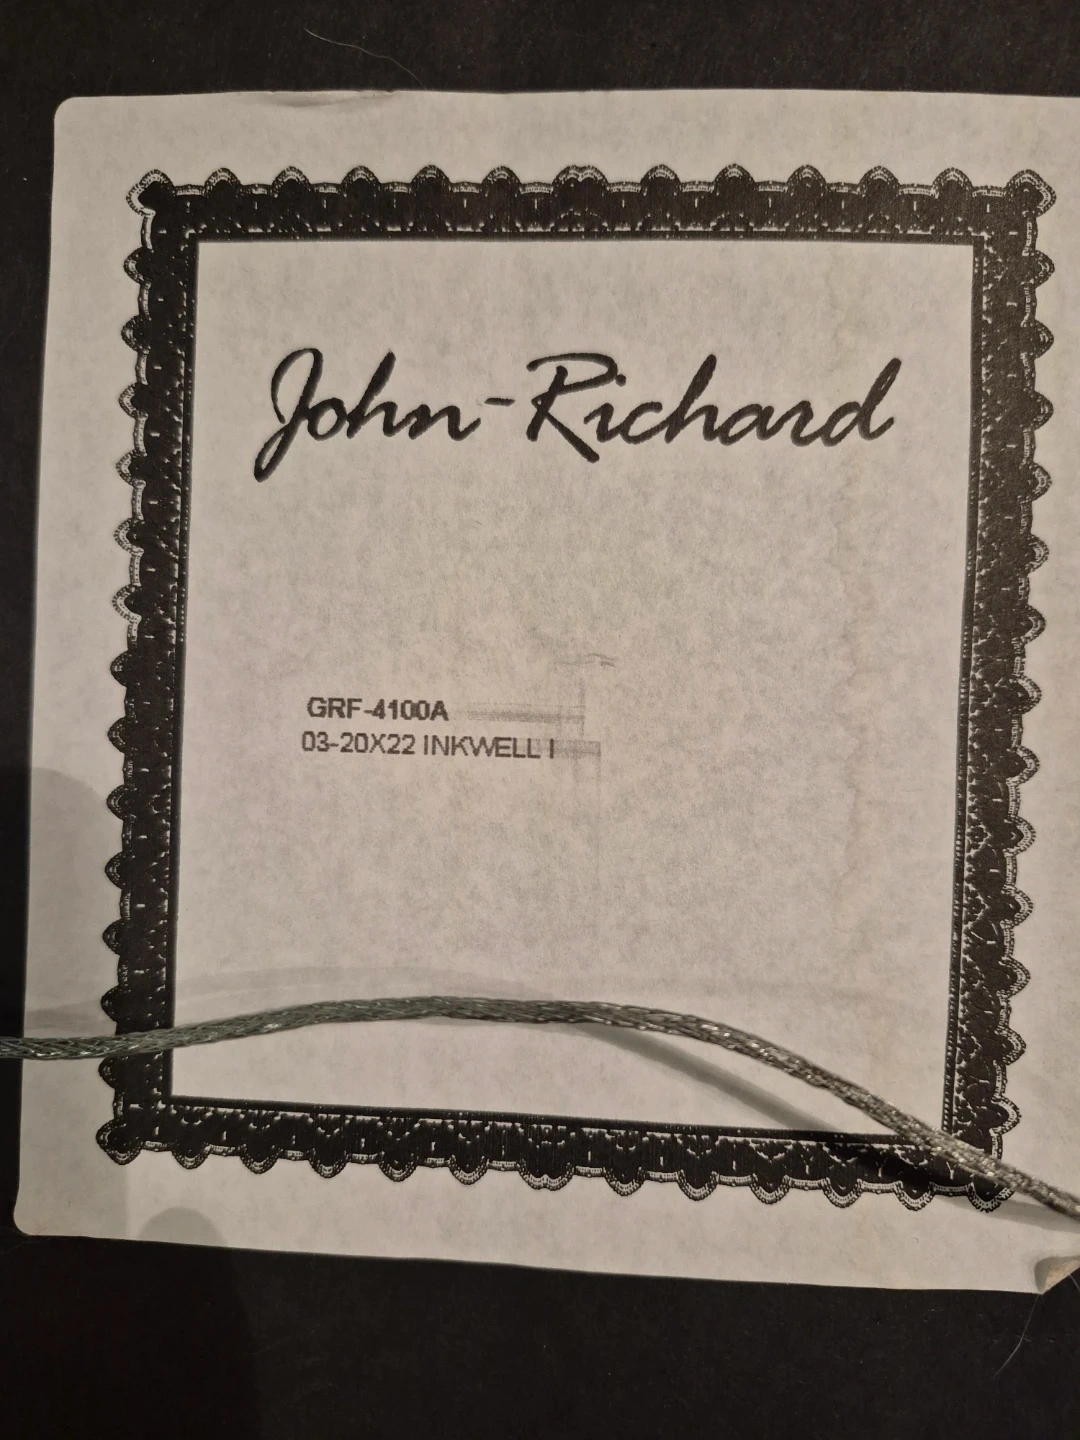 John-Richard
GRF-4100A
03-20X22 INKWELL I